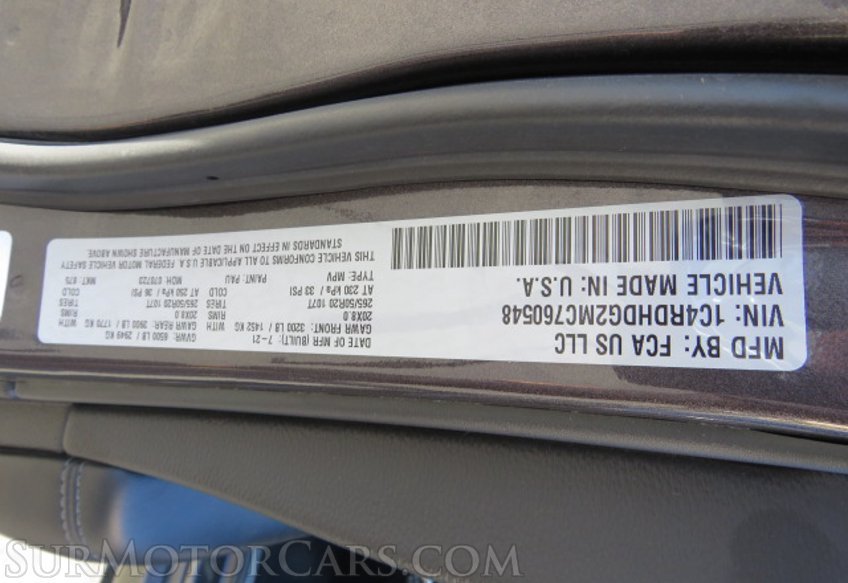 MFD BY: FCA US LLC
VIN: 1C4RDHDG2MC760548
VEHICLE MADE IN: U.S.A.
DATE OF MFR (BUILT): 7-21
GVWR: 6500 LB / 2949 KG
GAWR FRONT: 3200 LB / 1452 KG WITH
GAWR REAR: 3900 LB / 1770 KG WITH
20X8.0 RIMS
20X8.0 RIMS
265/50R20 107T TIRES
265/50R20 107T TIRES
AT 230 kPa / 33 PSI COLD
AT 250 kPa / 36 PSI COLD
TYPE: MPV
PAINT: PAU
MDH: 070723
MKT:
THIS VEHICLE CONFORMS TO ALL APPLICABLE U.S.A. FEDERAL MOTOR VEHICLE SAFETY
STANDARDS IN EFFECT ON THE DATE OF MANUFACTURE SHOWN ABOVE.
SURMOTORCARS.COM